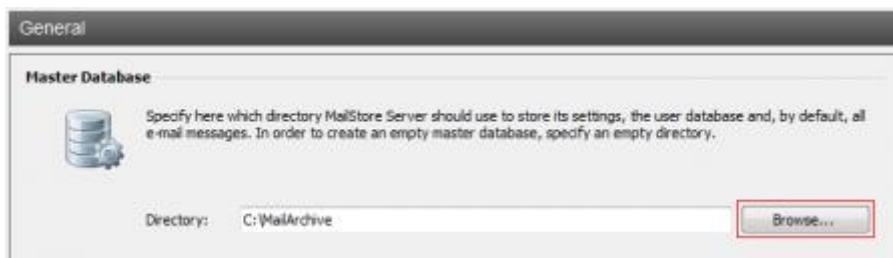 General
Master Database
Specify here which directory MailStore Server should use to store its settings, the user database and, by default, all
e-mail messages. In order to create an empty master database, specify an empty directory.
Directory: C:\MailArchive Browse...